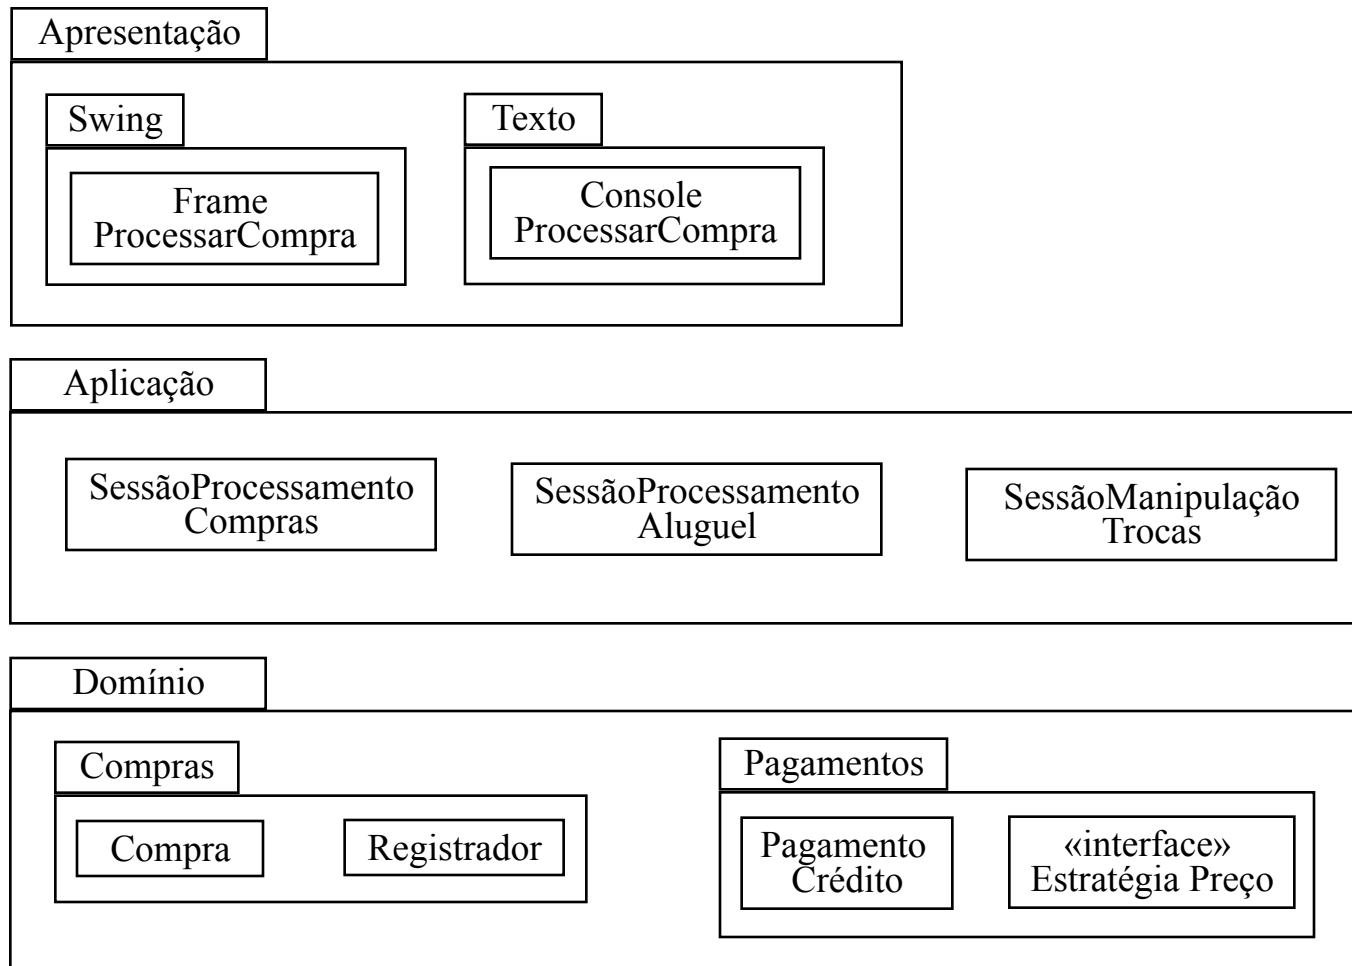 Apresentação
Swing
Texto
Frame
ProcessarCompra
Console
ProcessarCompra
Aplicação
SessãoProcessamento
Compras
SessãoProcessamento
Aluguel
SessãoManipulação
Trocas
Domínio
Compras
Pagamentos
Compra
Registrador
Pagamento
Crédito
«interface»
Estratégia Preço